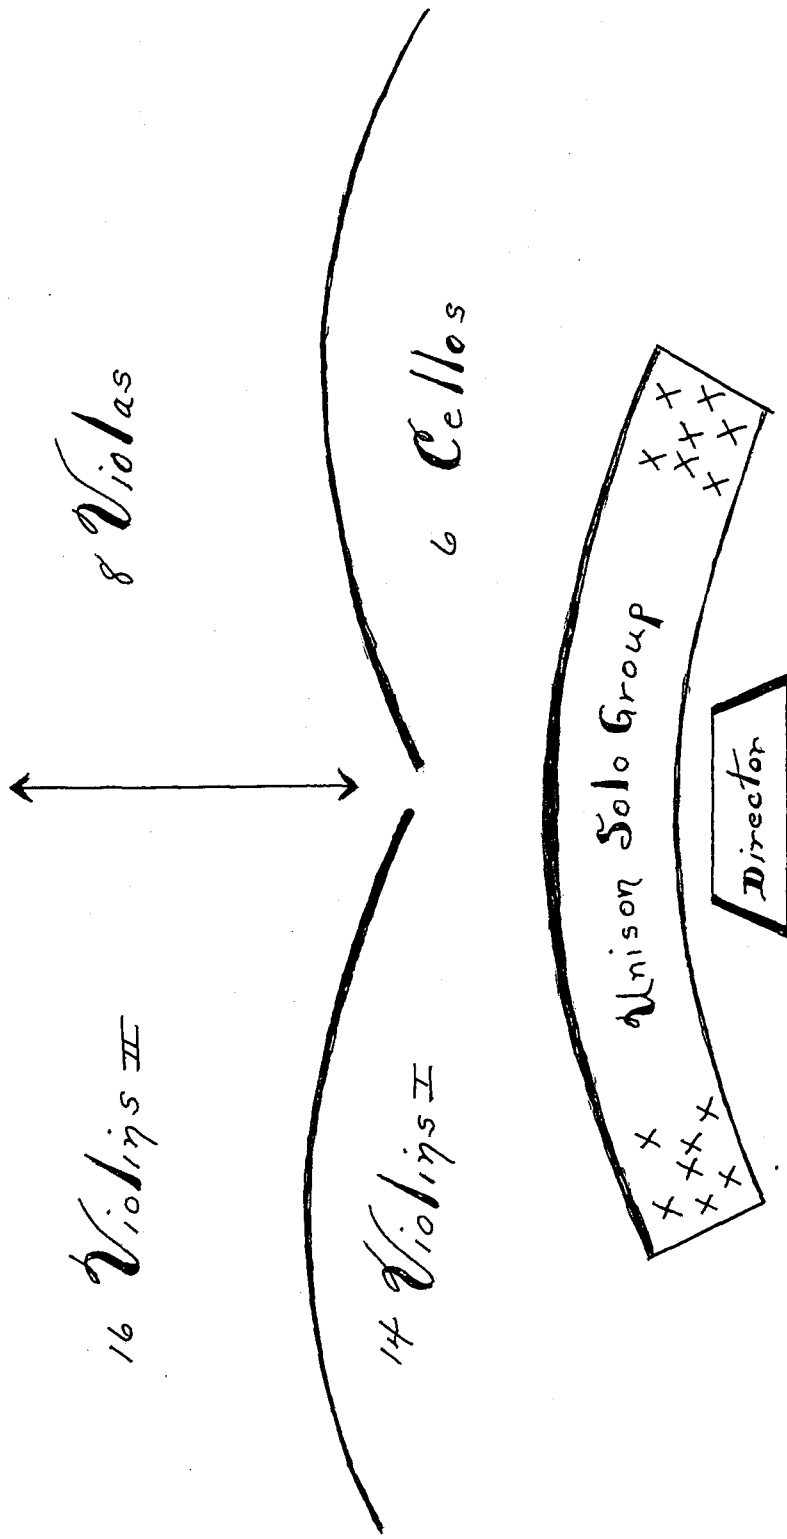 16 Violins II
8 Violas
14 Violins I
6 Cellos
Unison Solo Group
x x x x x x x
x x x x x x x
Director